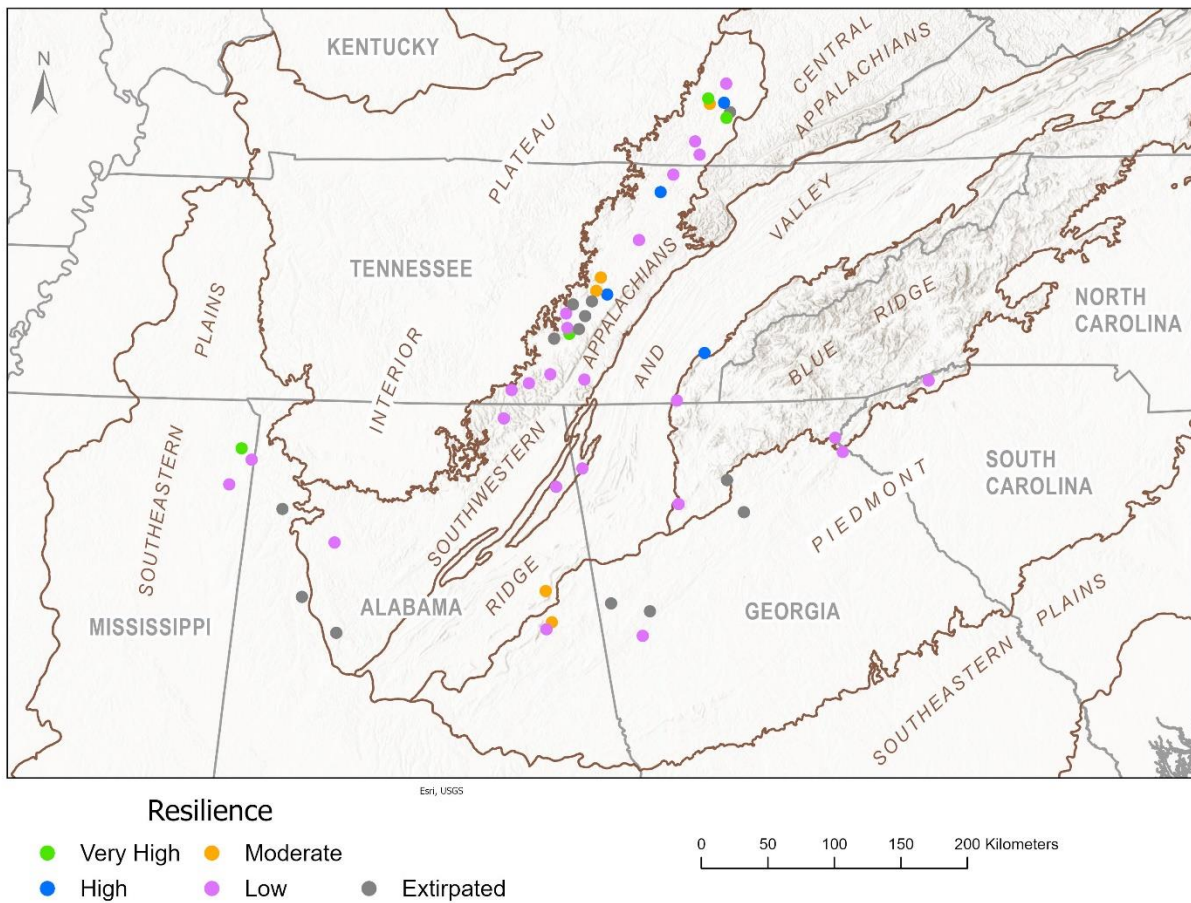 KENTUCKY
CENTRAL
APPALACHIANS
N
PLATEAU
VALLEY
TENNESSEE
APPALACHIANS
RIDGE
NORTH
CAROLINA
PLAINS
BLUE
AND
INTERIOR
SOUTHEASTERN
SOUTHWESTERN
SOUTH
CAROLINA
PIEDMONT
RIDGE
ALABAMA
GEORGIA
MISSISSIPPI
PLAINS
SOUTHEASTERN
Esri, USGS
Resilience
Very High
Moderate
High
Low
Extirpated
0 50 100 150 200 Kilometers